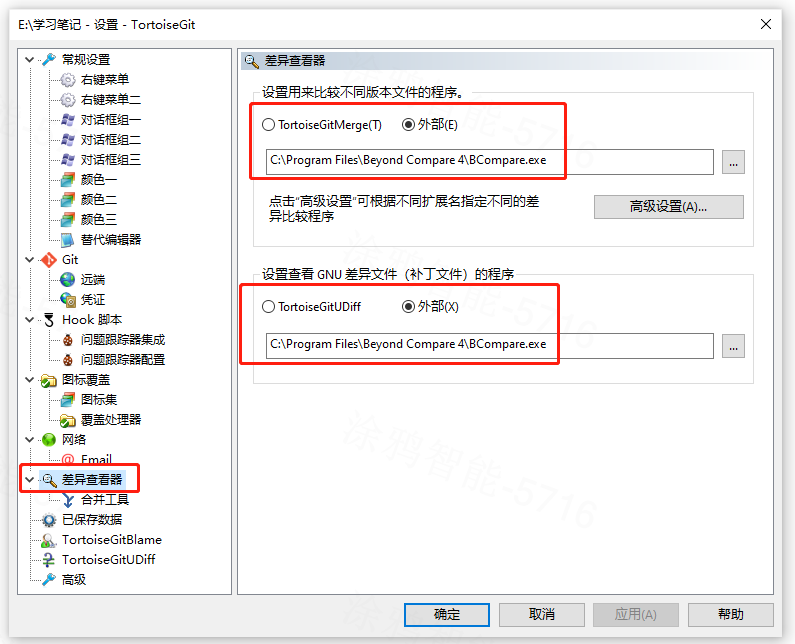 E:\学习笔记 - 设置 - TortoiseGit
常规设置
右键菜单
右键菜单二
对话框组一
对话框组二
对话框组三
颜色一
颜色二
颜色三
替代编辑器
Git
远端
凭证
Hook 脚本
问题跟踪器集成
问题跟踪器配置
图标覆盖
图标集
覆盖处理器
网络
Email
差异查看器
合并工具
已保存数据
TortoiseGitBlame
TortoiseGitUDiff
高级
差异查看器
设置用来比较不同版本文件的程序。
TortoiseGitMerge(T) 外部(E)
C:\Program Files\Beyond Compare 4\BCompare.exe ...
点击“高级设置”可根据不同扩展名指定不同的差
异比较程序
高级设置(A)...
设置查看 GNU 差异文件（补丁文件）的程序
TortoiseGitUDiff 外部(X)
C:\Program Files\Beyond Compare 4\BCompare.exe ...
涂鸦智能-5716
确定 取消 应用(A) 帮助